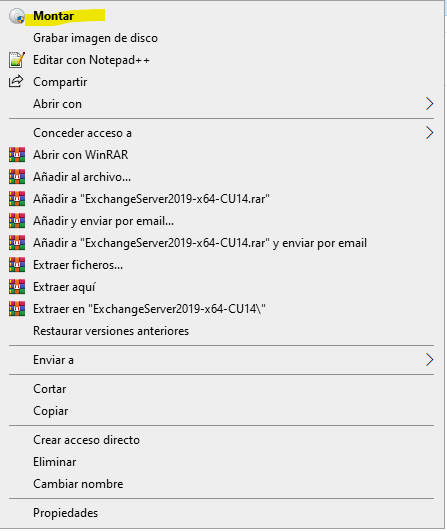 Montar
Grabar imagen de disco
Editar con Notepad++
Compartir
Abrir con
Conceder acceso a
Abrir con WinRAR
Añadir al archivo...
Añadir a "ExchangeServer2019-x64-CU14.rar"
Añadir y enviar por email...
Añadir a "ExchangeServer2019-x64-CU14.rar" y enviar por email
Extraer ficheros...
Extraer aquí
Extraer en "ExchangeServer2019-x64-CU14\"
Restaurar versiones anteriores
Enviar a
Cortar
Copiar
Crear acceso directo
Eliminar
Cambiar nombre
Propiedades